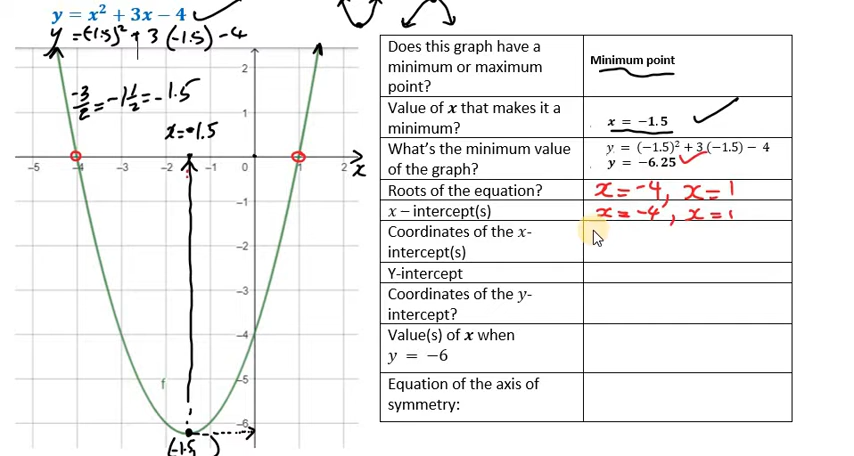 y = x² + 3x − 4
y = (-1.5)² + 3 (-1.5) - 4
-3/2 = -1 1/2 = -1.5
x = -1.5
2
1
-5 -4 -3 -2 -1 0 1 2 x
-1
-2
-3
-4
-5
-6
f
(-1.5 )
Does this graph have a
minimum or maximum
point?
Minimum point
Value of x that makes it a
minimum?
x = −1.5
What's the minimum value
of the graph?
y = (−1.5)² + 3 (−1.5) − 4
y = −6.25
Roots of the equation?
x = -4, x = 1
x – intercept(s)
x = -4, x = 1
Coordinates of the x-
intercept(s)
Y-intercept
Coordinates of the y-
intercept?
Value(s) of x when
y = −6
Equation of the axis of
symmetry: